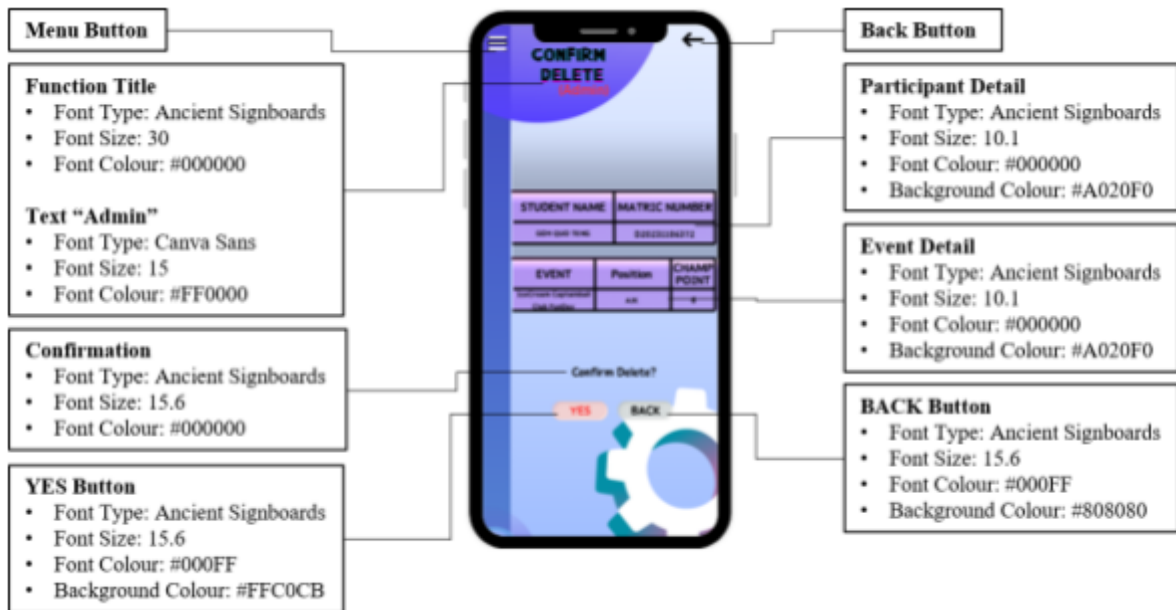 Menu Button
Function Title
• Font Type: Ancient Signboards
• Font Size: 30
• Font Colour: #000000
Text “Admin”
• Font Type: Canva Sans
• Font Size: 15
• Font Colour: #FF0000
Confirmation
• Font Type: Ancient Signboards
• Font Size: 15.6
• Font Colour: #000000
YES Button
• Font Type: Ancient Signboards
• Font Size: 15.6
• Font Colour: #000FF
• Background Colour: #FFC0CB
CONFIRM
DELETE
(Admin)
STUDENT NAME MATRIC NUMBER
EVENT Position CHAMP
POINT
Confirm Delete?
YES BACK
Back Button
Participant Detail
• Font Type: Ancient Signboards
• Font Size: 10.1
• Font Colour: #000000
• Background Colour: #A020F0
Event Detail
• Font Type: Ancient Signboards
• Font Size: 10.1
• Font Colour: #000000
• Background Colour: #A020F0
BACK Button
• Font Type: Ancient Signboards
• Font Size: 15.6
• Font Colour: #000FF
• Background Colour: #808080